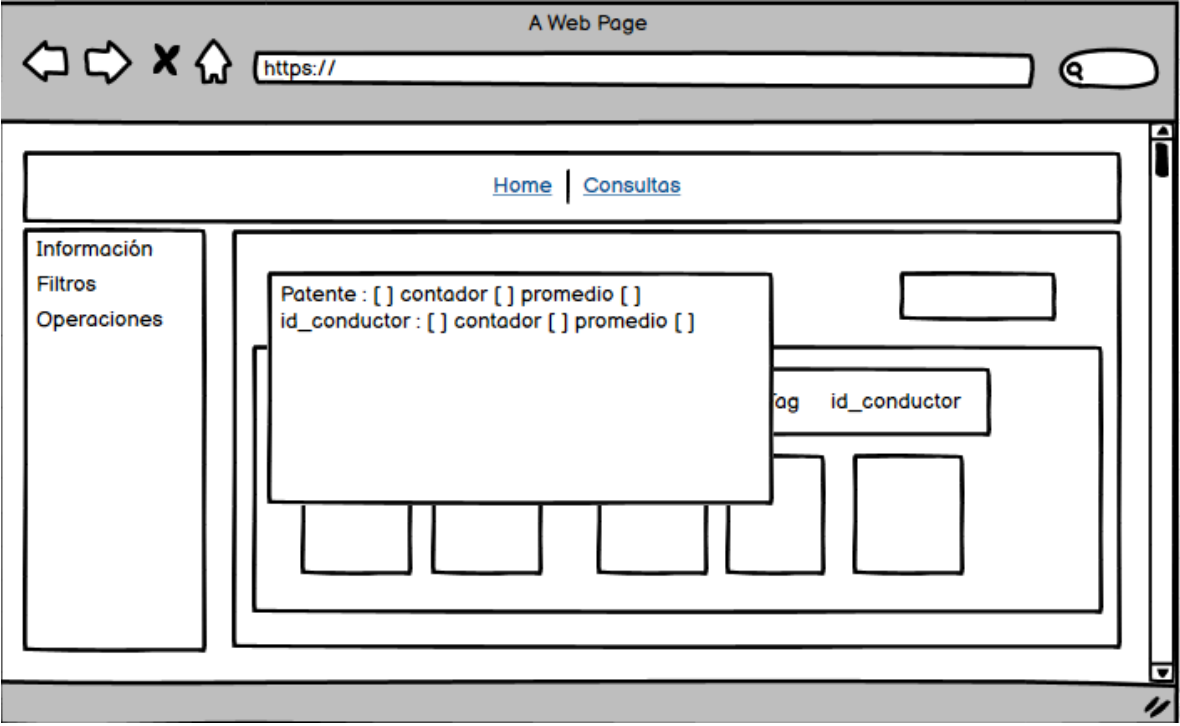 A Web Page
https://
Home | Consultas
Información
Filtros
Operaciones
Patente : [ ] contador [ ] promedio [ ]
id_conductor : [ ] contador [ ] promedio [ ]
id_conductor